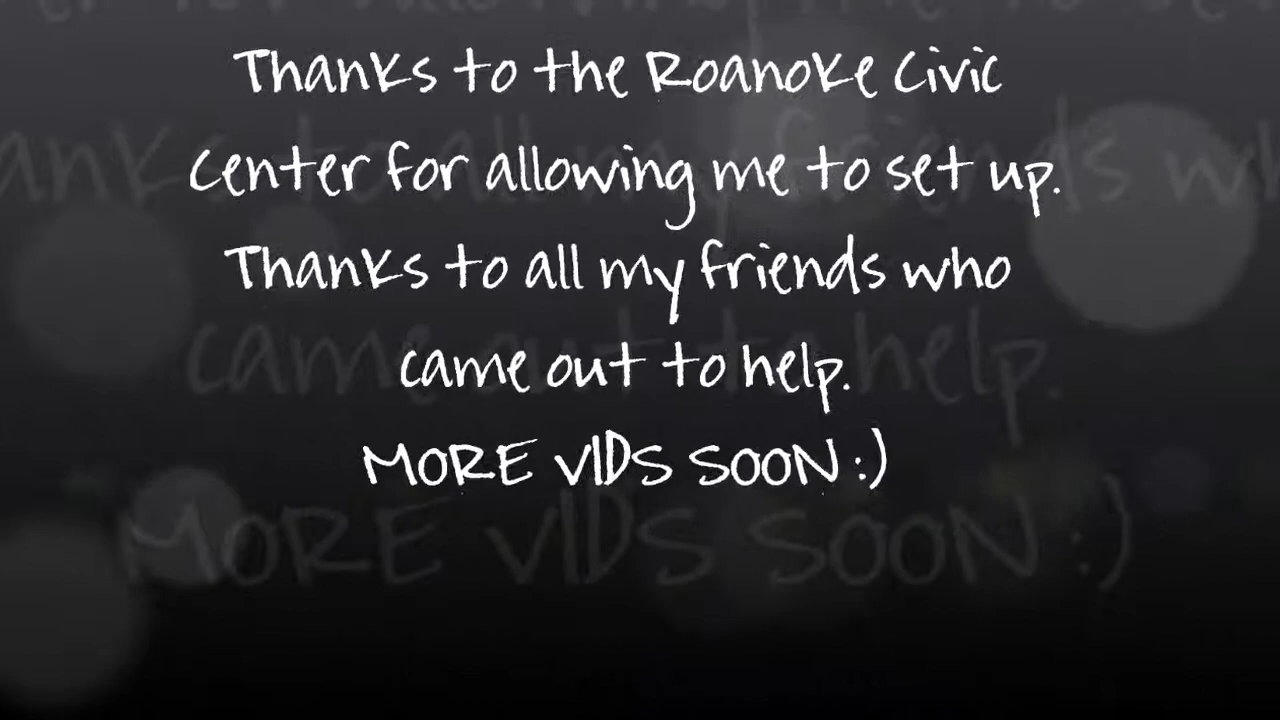 Thanks to the Roanoke Civic
Center for allowing me to set up.
Thanks to all my friends who
came out to help.
MORE VIDS SOON :)